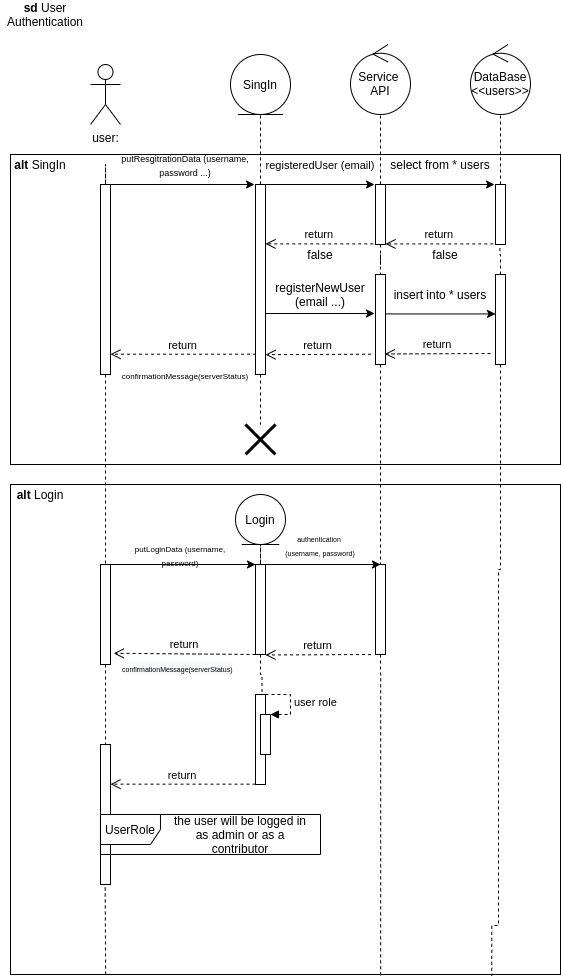 sd User
Authentication
SingIn
Service
API
DataBase
<<users>>
user:
alt SingIn
putResgitrationData (username,
password ...)
registeredUser (email)
select from * users
return
false
return
false
registerNewUser
(email ...)
insert into * users
return
return
return
confirmationMessage(serverStatus)
alt Login
Login
putLoginData (username,
password)
authentication
(username, password)
return
return
confirmationMessage(serverStatus)
user role
return
UserRole
the user will be logged in
as admin or as a
contributor